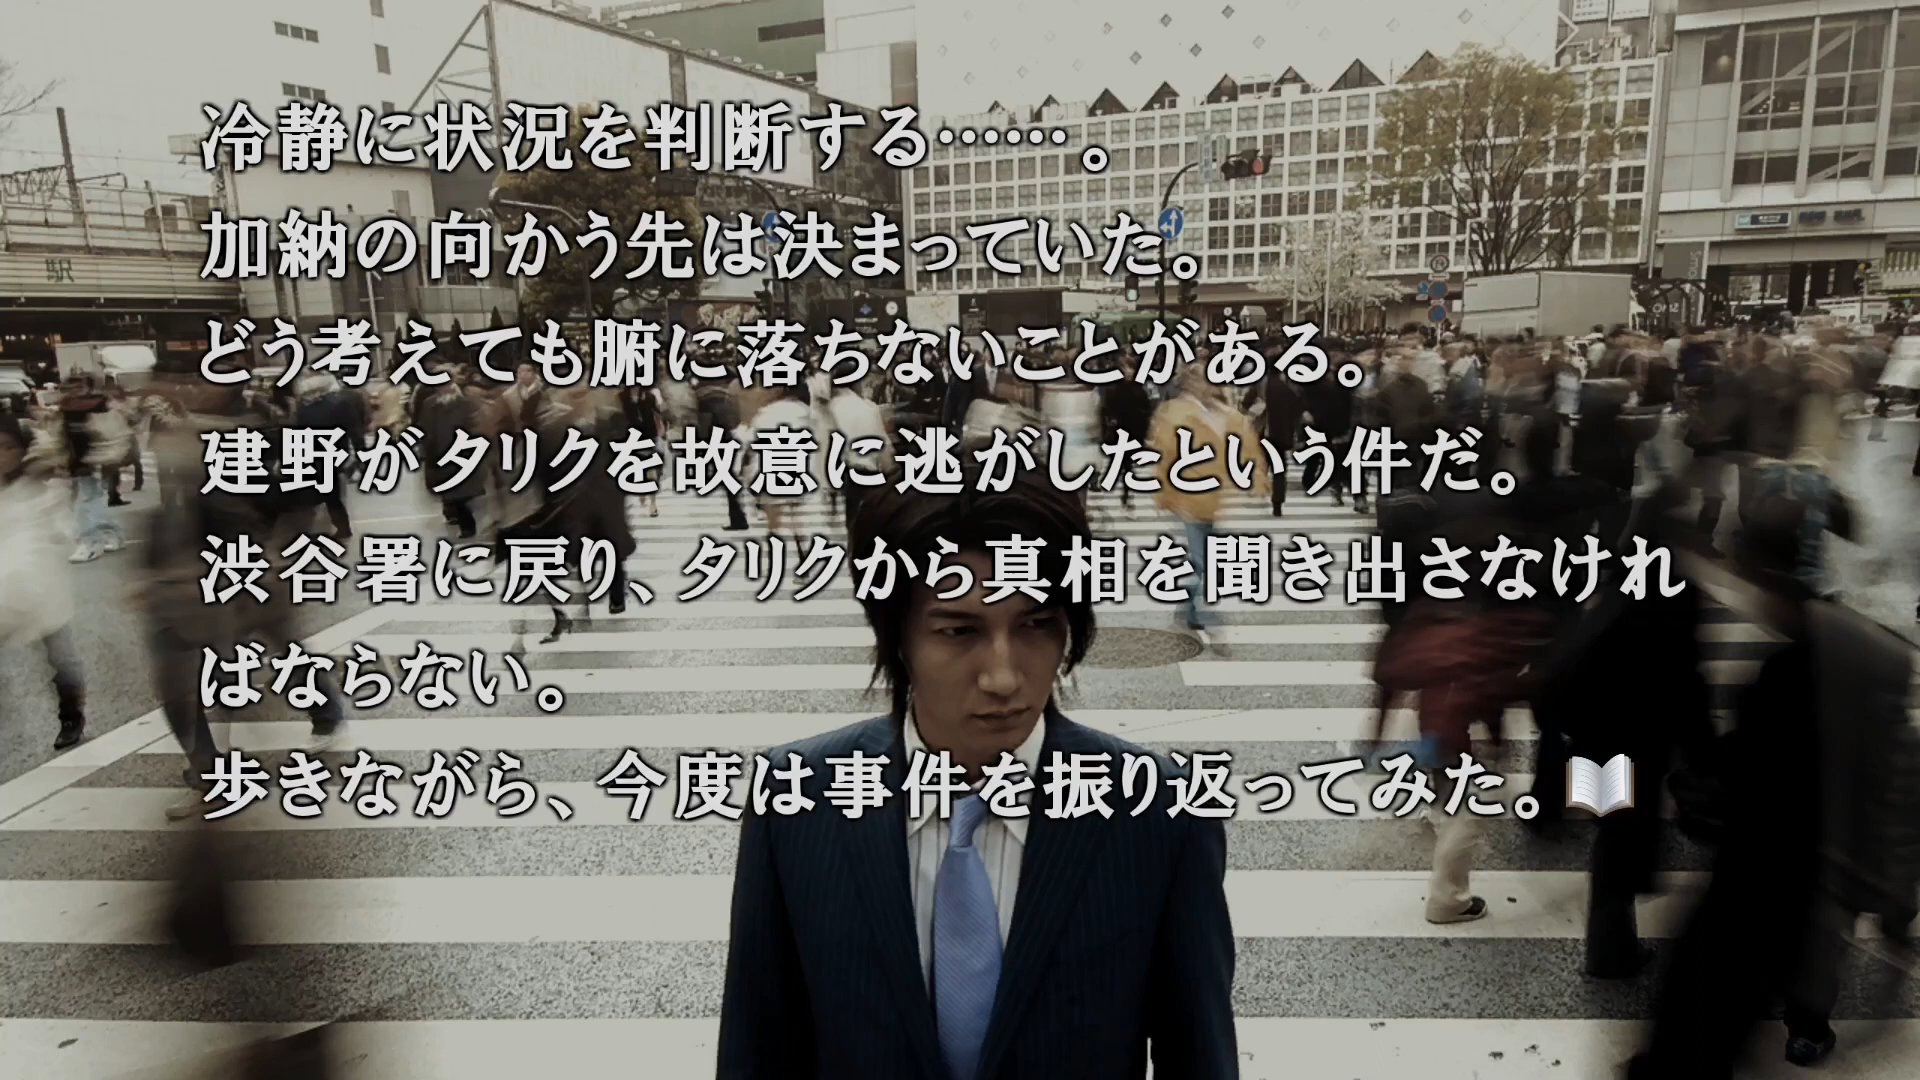 冷静に状況を判断する……。
加納の向かう先は決まっていた。
どう考えても腑に落ちないことがある。
建野がタリクを故意に逃がしたという件だ。
渋谷署に戻り、タリクから真相を聞き出さなけれ
ばならない。
歩きながら、今度は事件を振り返ってみた。
駅